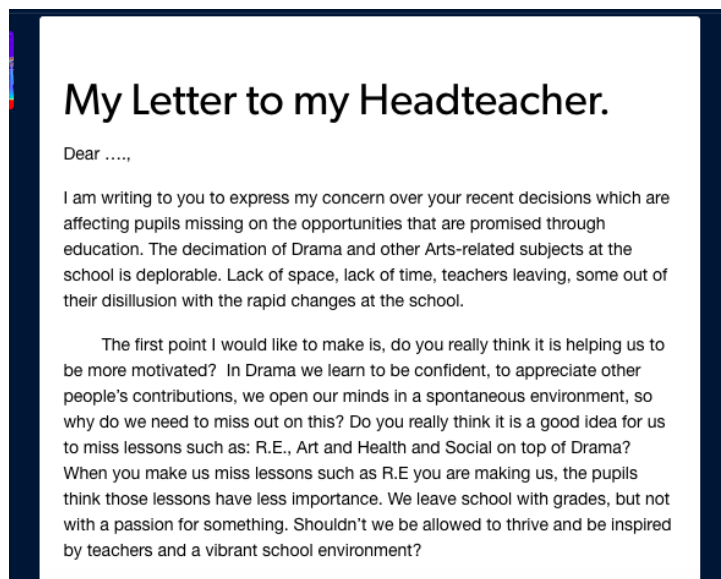 My Letter to my Headteacher.
Dear ....,
I am writing to you to express my concern over your recent decisions which are
affecting pupils missing on the opportunities that are promised through
education. The decimation of Drama and other Arts-related subjects at the
school is deplorable. Lack of space, lack of time, teachers leaving, some out of
their disillusion with the rapid changes at the school.
The first point I would like to make is, do you really think it is helping us to
be more motivated?  In Drama we learn to be confident, to appreciate other
people’s contributions, we open our minds in a spontaneous environment, so
why do we need to miss out on this? Do you really think it is a good idea for us
to miss lessons such as: R.E., Art and Health and Social on top of Drama?
When you make us miss lessons such as R.E you are making us, the pupils
think those lessons have less importance. We leave school with grades, but not
with a passion for something. Shouldn’t we be allowed to thrive and be inspired
by teachers and a vibrant school environment?